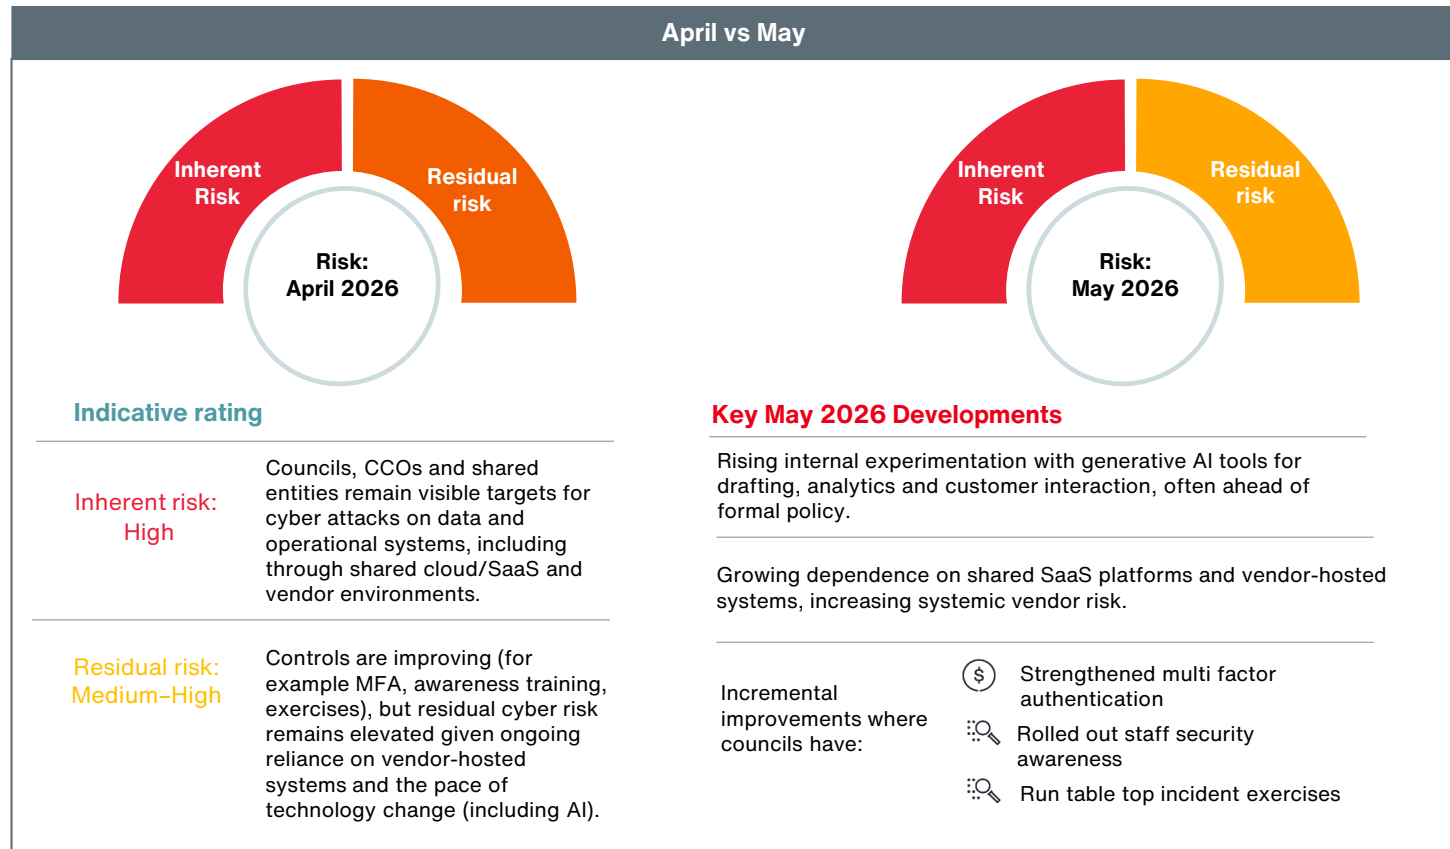 April vs May
Inherent
Risk
Residual
risk
Risk:
April 2026
Inherent
Risk
Residual
risk
Risk:
May 2026
Indicative rating
Inherent risk:
High
Councils, CCOs and shared
entities remain visible targets for
cyber attacks on data and
operational systems, including
through shared cloud/SaaS and
vendor environments.
Residual risk:
Medium–High
Controls are improving (for
example MFA, awareness training,
exercises), but residual cyber risk
remains elevated given ongoing
reliance on vendor-hosted
systems and the pace of
technology change (including AI).
Key May 2026 Developments
Rising internal experimentation with generative AI tools for
drafting, analytics and customer interaction, often ahead of
formal policy.
Growing dependence on shared SaaS platforms and vendor-hosted
systems, increasing systemic vendor risk.
Incremental
improvements where
councils have:
$
Strengthened multi factor
authentication
Rolled out staff security
awareness
Run table top incident exercises